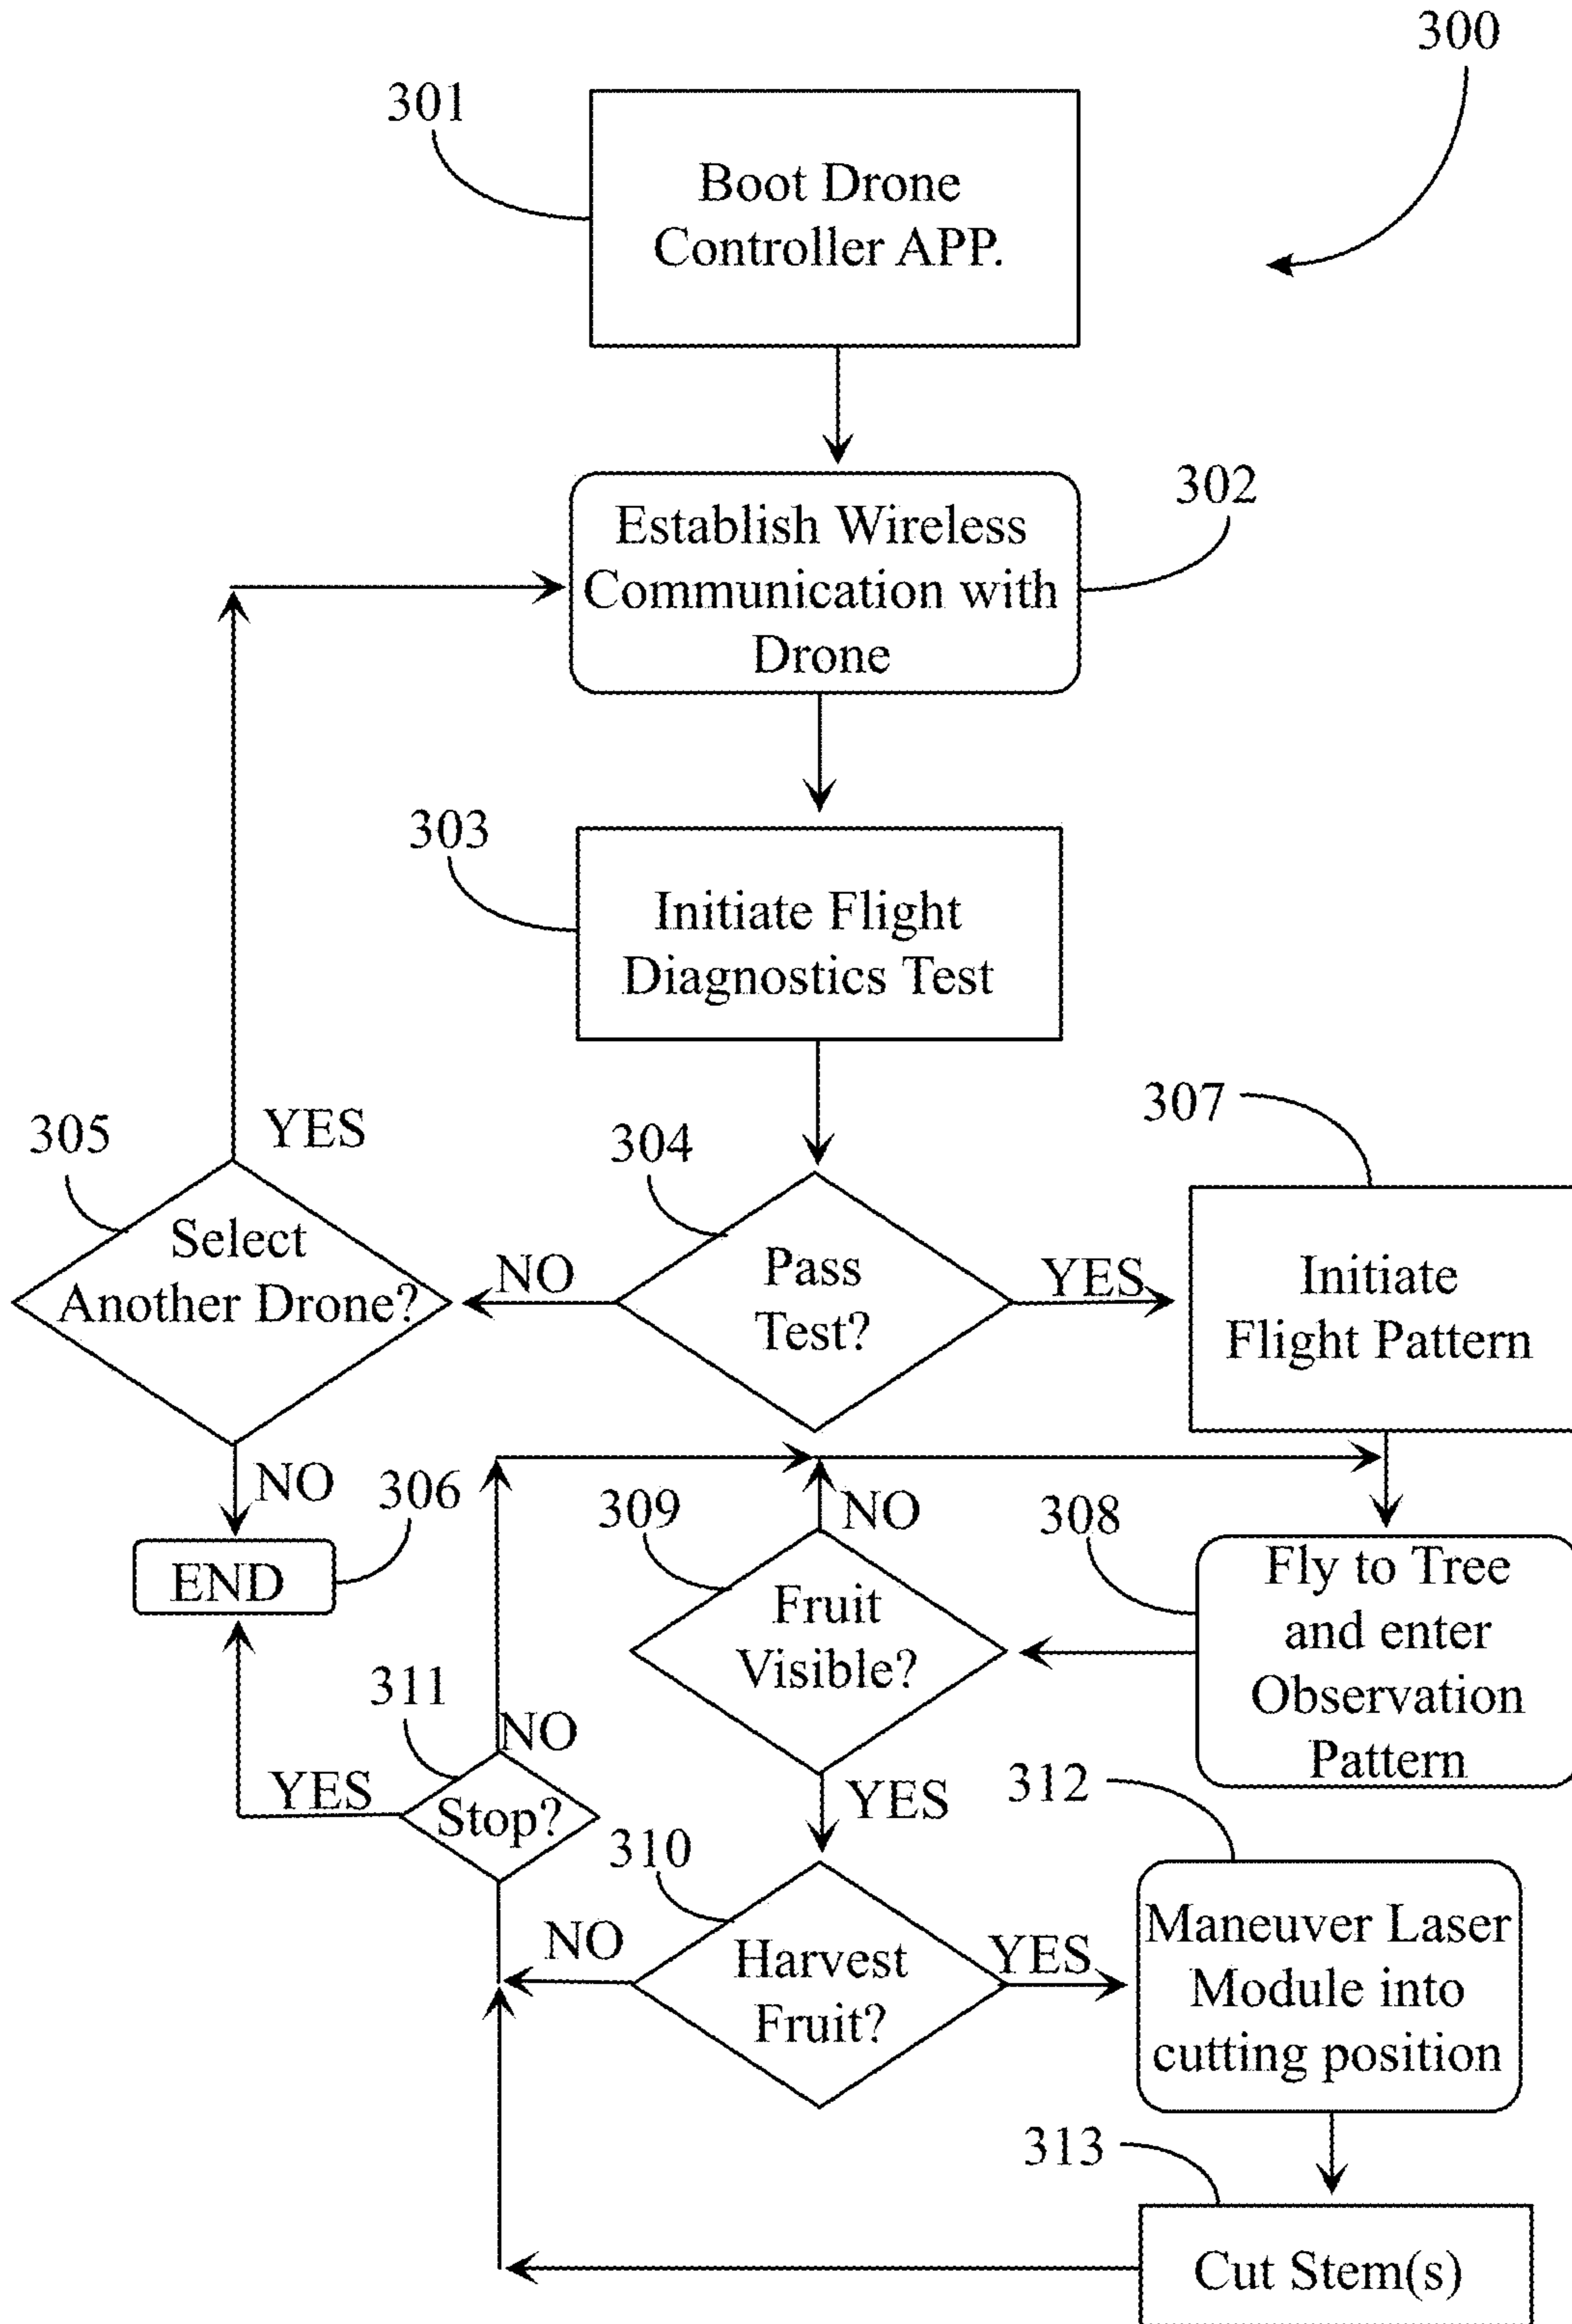 300
301
Boot Drone
Controller APP.
302
Establish Wireless
Communication with
Drone
303
Initiate Flight
Diagnostics Test
305
YES
304
307
Select
Another Drone?
NO
Pass
Test?
YES
Initiate
Flight Pattern
NO
306
END
309
NO
308
Fruit
Visible?
Fly to Tree
and enter
Observation
Pattern
311
NO
YES
Stop?
YES
312
310
NO
Harvest
Fruit?
YES
Maneuver Laser
Module into
cutting position
313
Cut Stem(s)